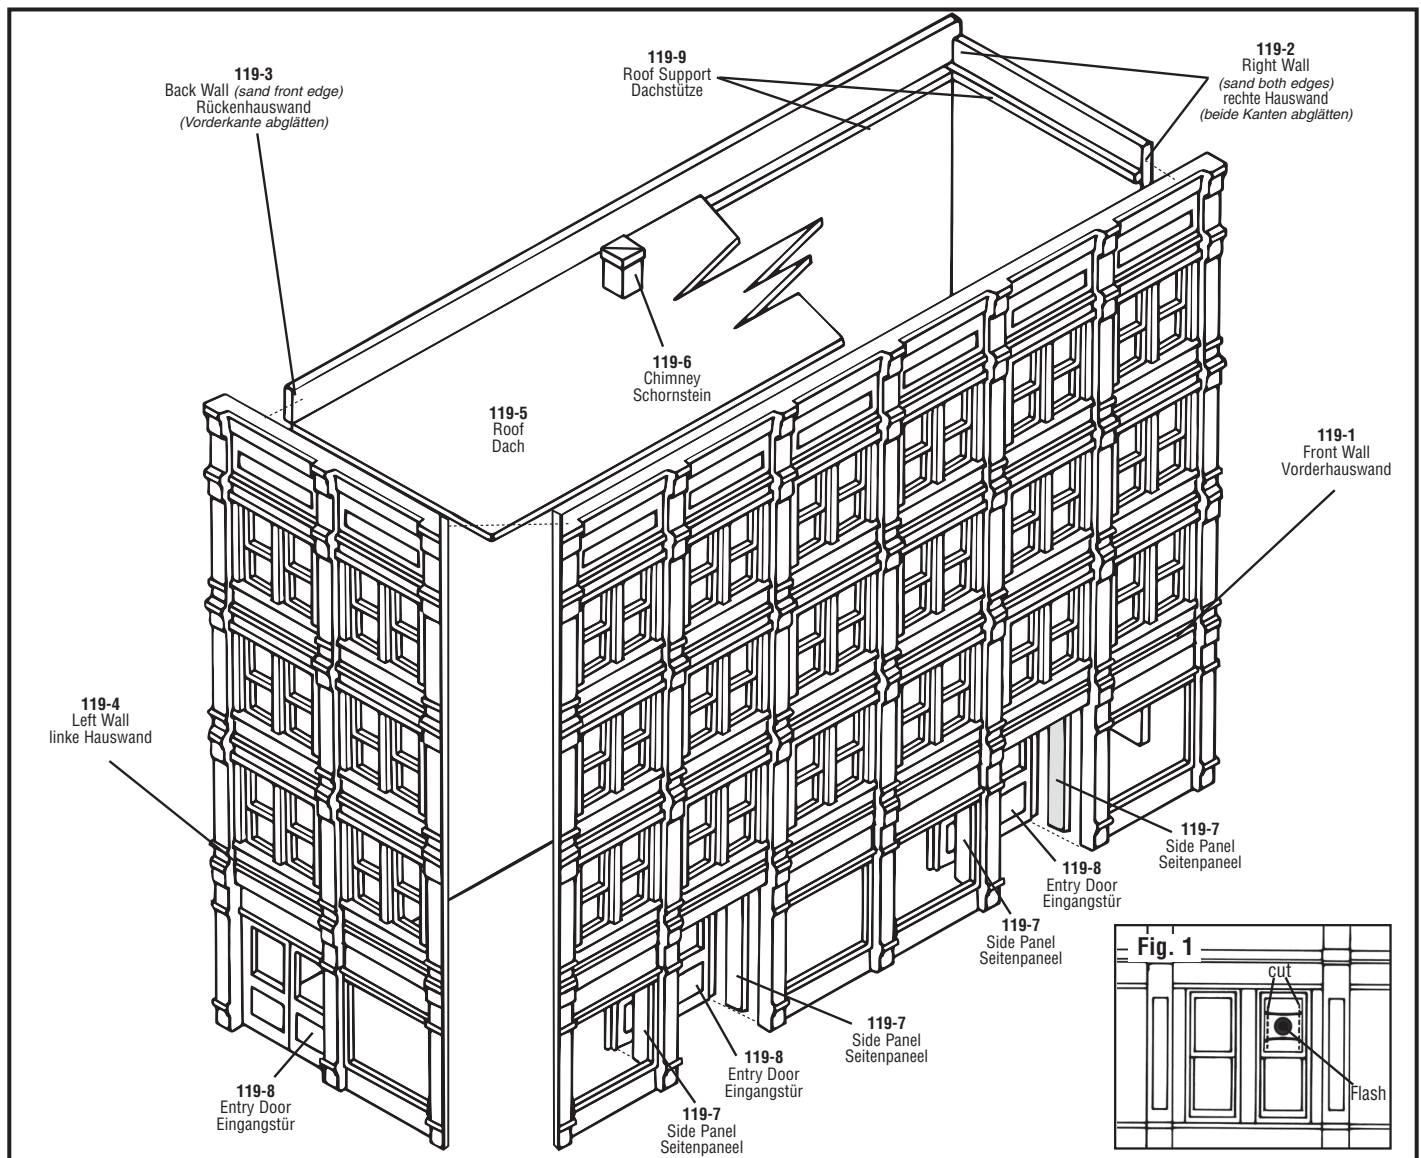 119-9
Roof Support
Dachstütze
119-2
Right Wall
(sand both edges)
rechte Hauswand
(beide Kanten abglätten)
119-3
Back Wall (sand front edge)
Rückenhauswand
(Vorderkante abglätten)
119-6
Chimney
Schornstein
119-5
Roof
Dach
119-1
Front Wall
Vorderhauswand
119-4
Left Wall
linke Hauswand
119-7
Side Panel
Seitenpaneel
119-8
Entry Door
Eingangstür
119-7
Side Panel
Seitenpaneel
119-7
Side Panel
Seitenpaneel
119-8
Entry Door
Eingangstür
119-8
Entry Door
Eingangstür
119-7
Side Panel
Seitenpaneel
Fig. 1
cut
Flash